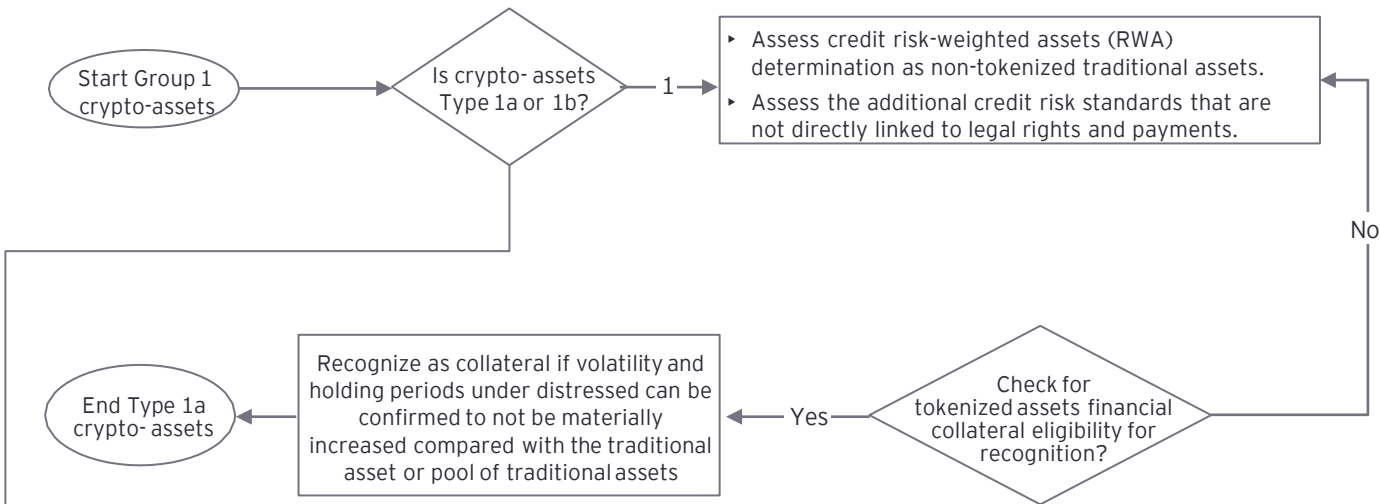 Start Group 1
crypto-assets
Is crypto- assets
Type 1a or 1b?
1
▸ Assess credit risk-weighted assets (RWA)
determination as non-tokenized traditional assets.
▸ Assess the additional credit risk standards that are
not directly linked to legal rights and payments.
No
End Type 1a
crypto- assets
Recognize as collateral if volatility and
holding periods under distressed can be
confirmed to not be materially
increased compared with the traditional
asset or pool of traditional assets
Yes
Check for
tokenized assets financial
collateral eligibility for
recognition?